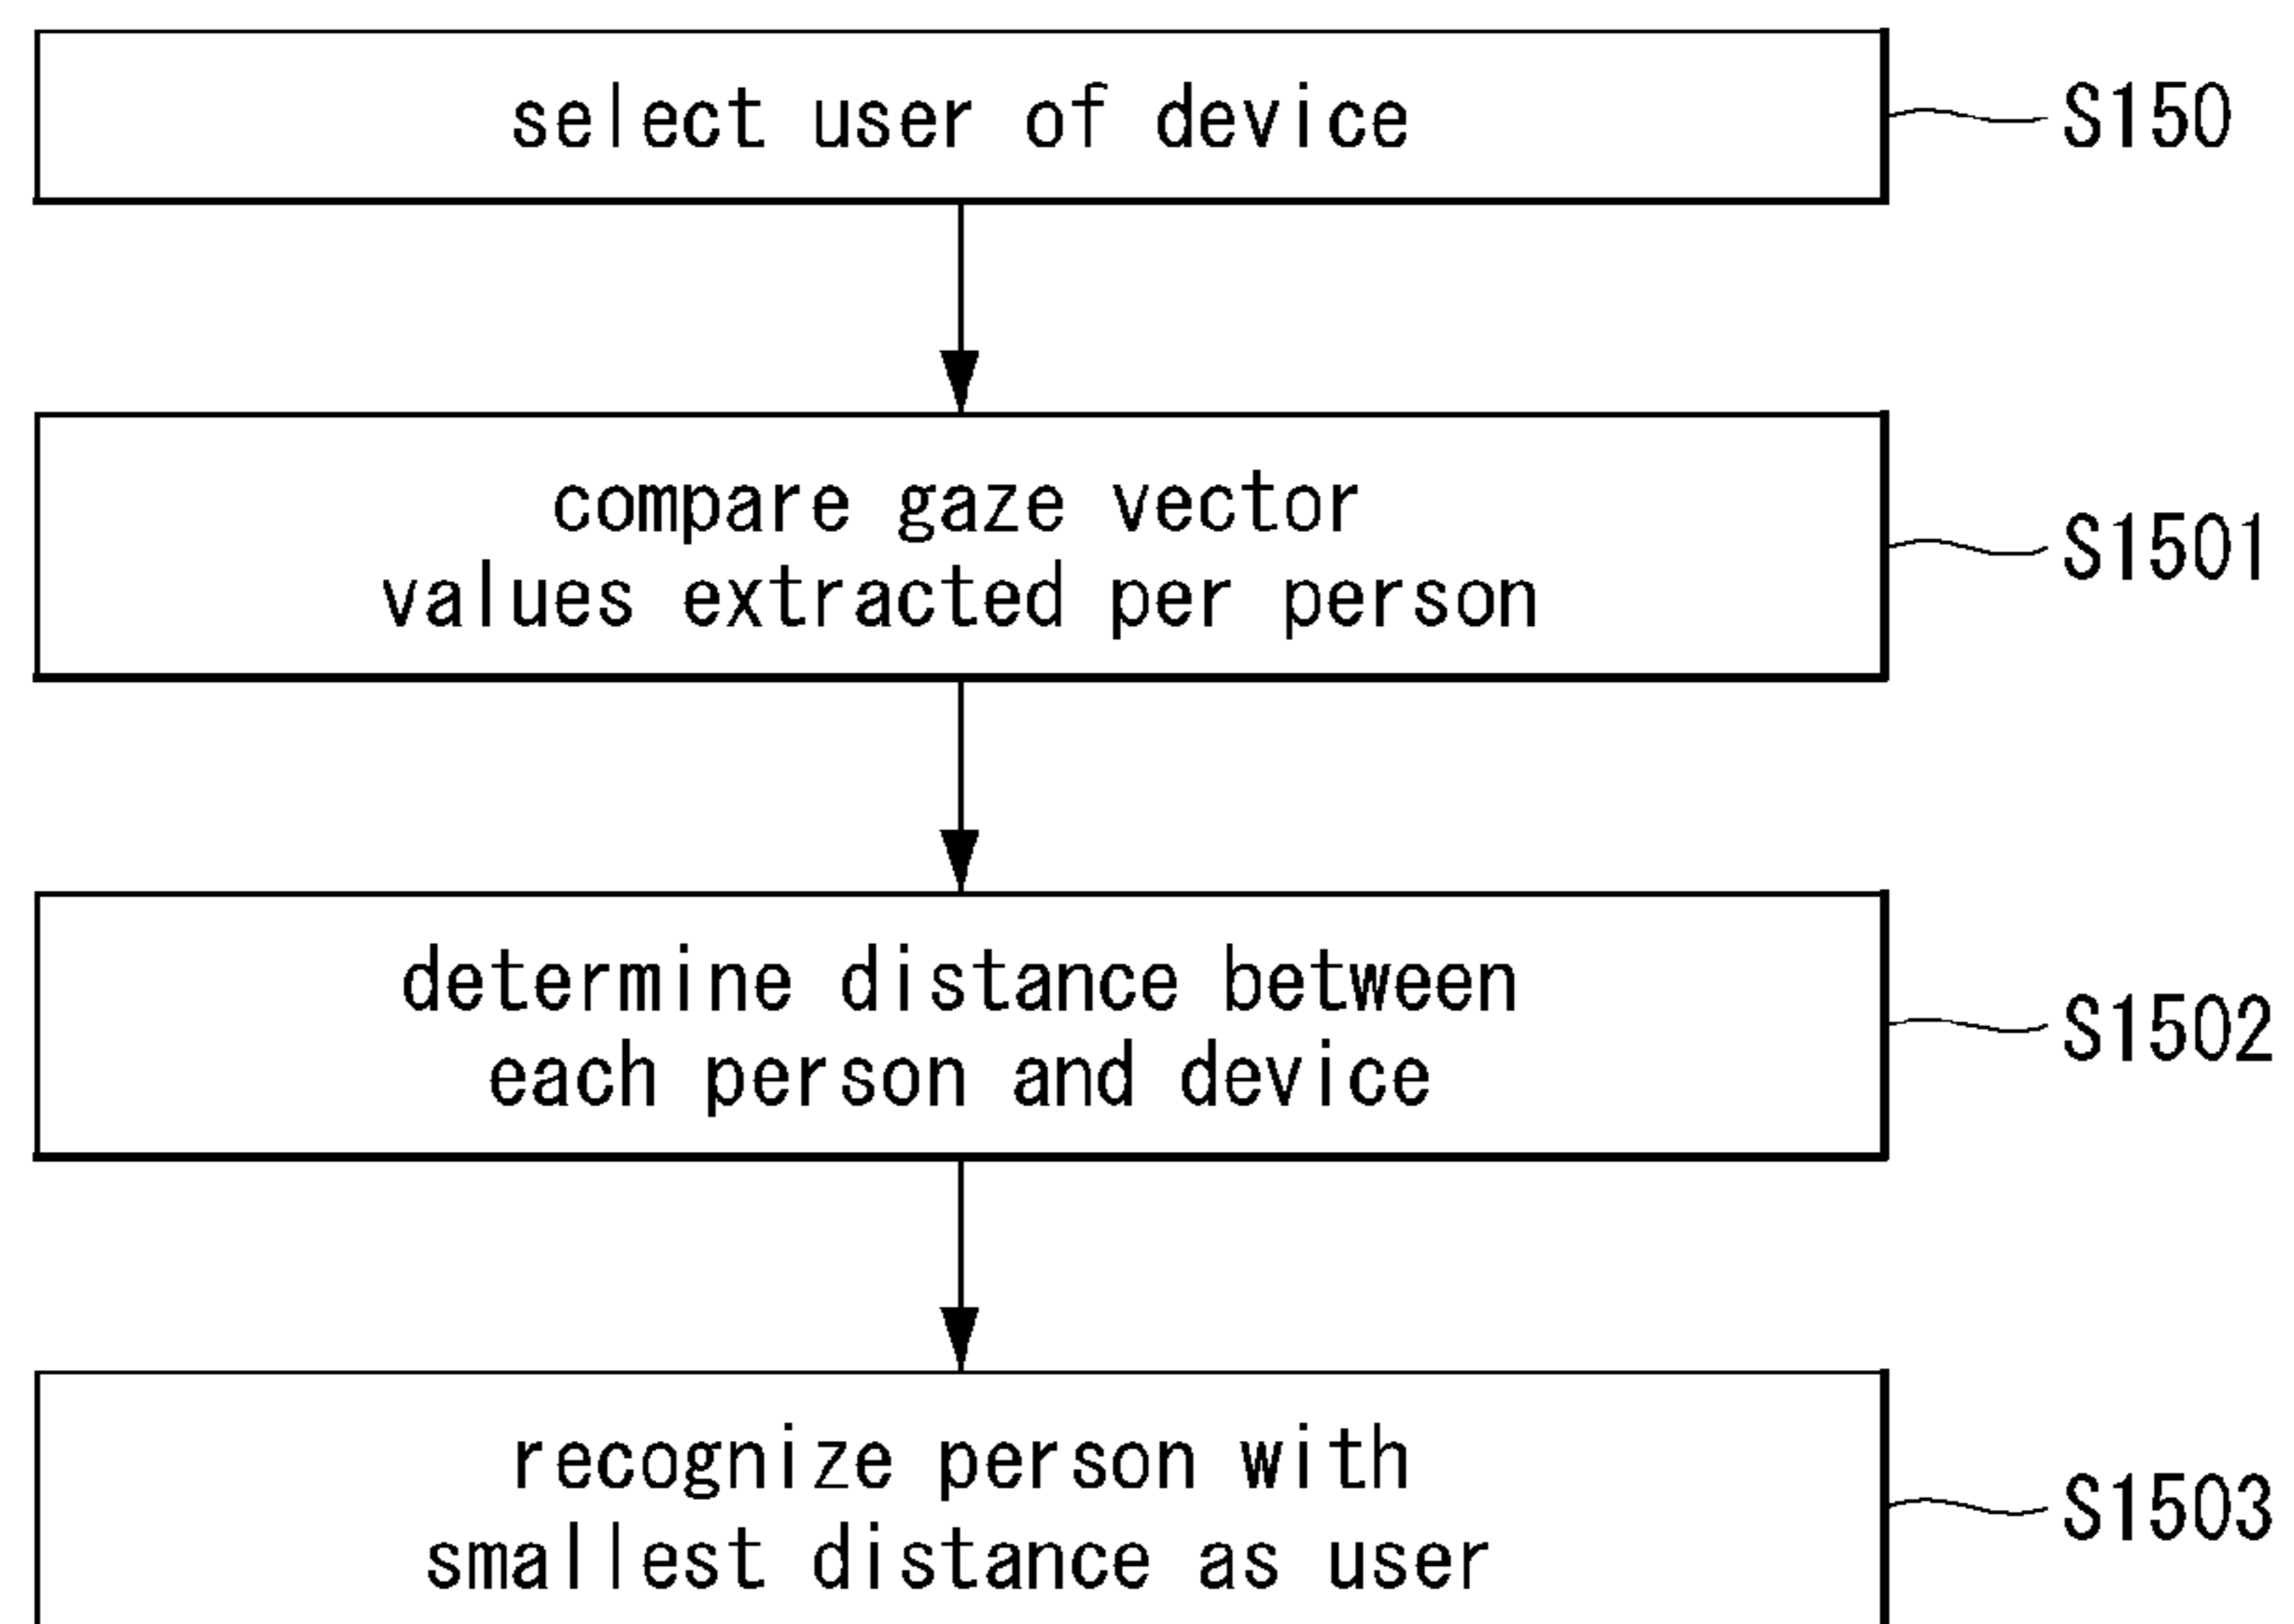 select user of device
S150
compare gaze vector
values extracted per person
S1501
determine distance between
each person and device
S1502
recognize person with
smallest distance as user
S1503